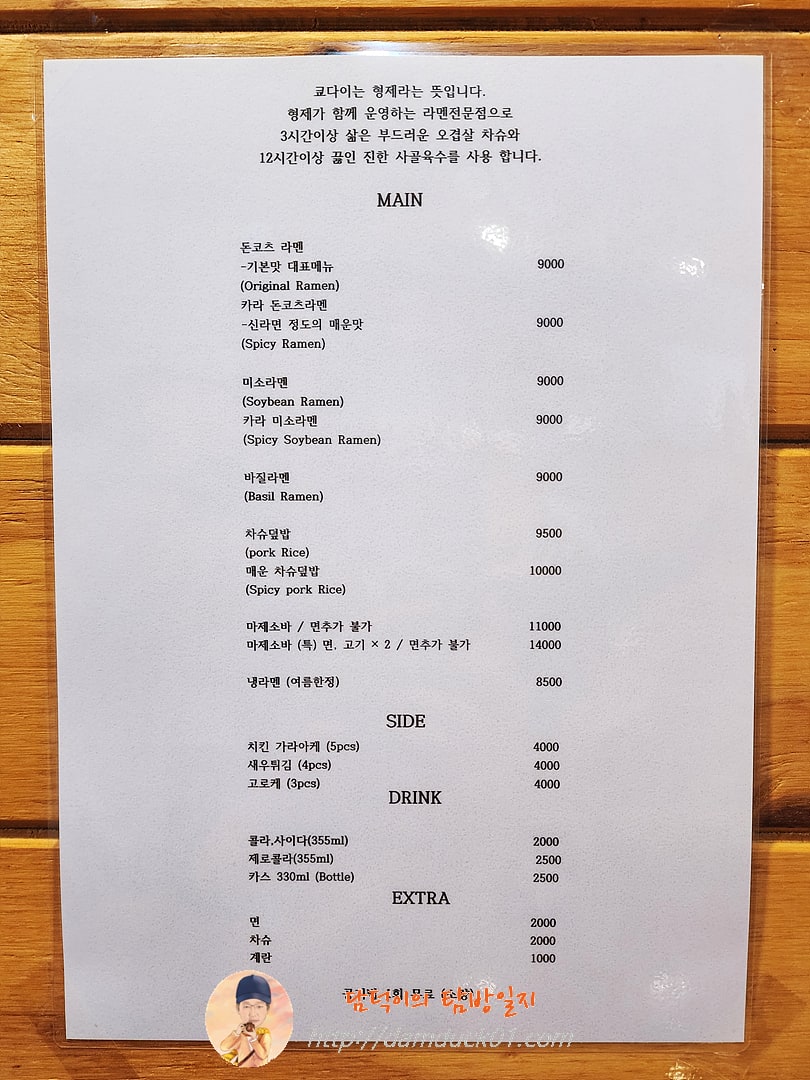 쿄다이는 형제라는 뜻입니다.
형제가 함께 운영하는 라멘전문점으로
3시간이상 삶은 부드러운 오겹살 차슈와
12시간이상 끓인 진한 사골육수를 사용 합니다.
MAIN
돈코츠 라멘
-기본맛 대표메뉴 9000
(Original Ramen)
카라 돈코츠라멘
-신라면 정도의 매운맛 9000
(Spicy Ramen)
미소라멘 9000
(Soybean Ramen)
카라 미소라멘 9000
(Spicy Soybean Ramen)
바질라멘 9000
(Basil Ramen)
차슈덮밥 9500
(pork Rice)
매운 차슈덮밥 10000
(Spicy pork Rice)
마제소바 / 면추가 불가 11000
마제소바 (특) 면, 고기 × 2 / 면추가 불가 14000
냉라멘 (여름한정) 8500
SIDE
치킨 가라아케 (5pcs) 4000
새우튀김 (4pcs) 4000
고로케 (3pcs) 4000
DRINK
콜라,사이다(355ml) 2000
제로콜라(355ml) 2500
카스 330ml (Bottle) 2500
EXTRA
면 2000
차슈 2000
계란 1000
담덕이의 탐방일지
http://damduck01.com